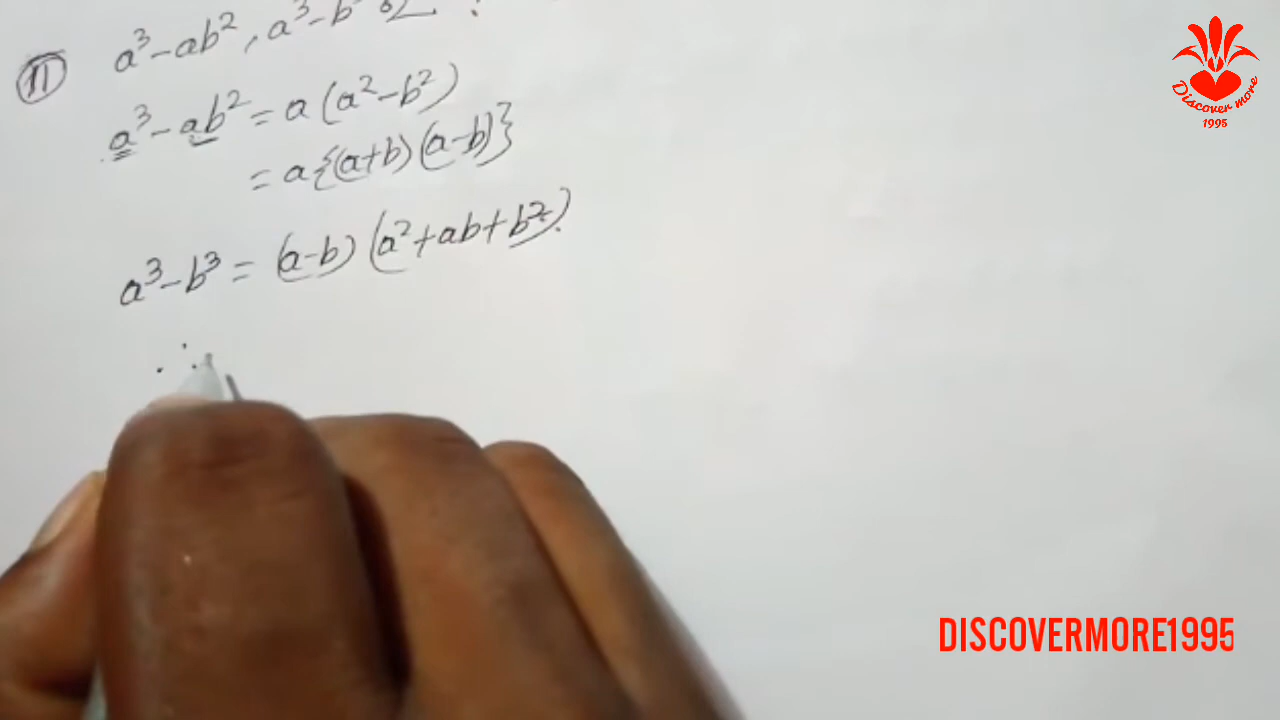 ⑪ a³-ab², a³-b³
a³-ab² = a(a²-b²)
= a{(a+b)(a-b)}
a³-b³ = (a-b)(a²+ab+b²).
∴
Discover more
1995
DISCOVERMORE1995